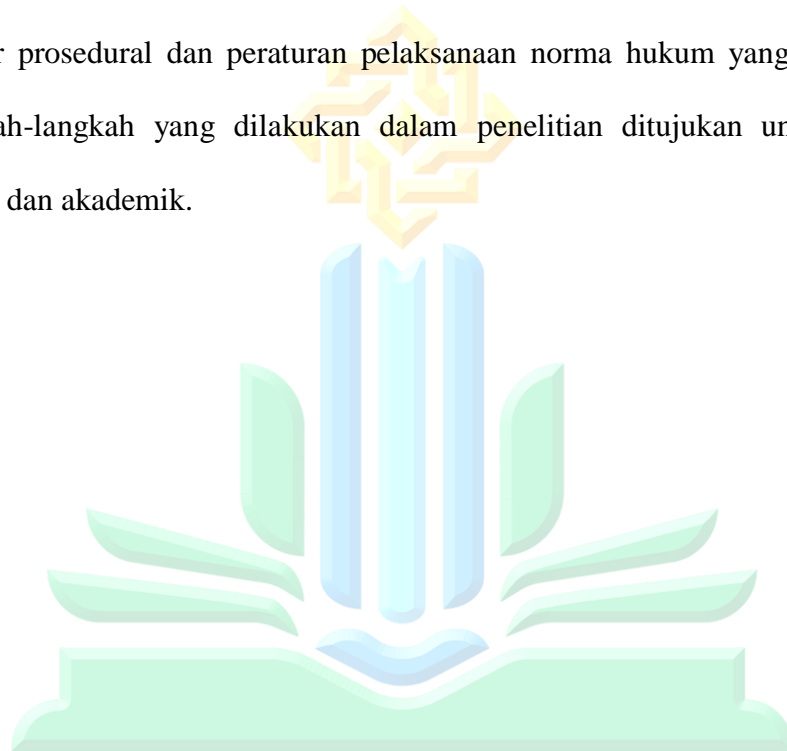 prosedural dan peraturan pelaksanaan norma hukum yang
ah-langkah yang dilakukan dalam penelitian ditujukan un
dan akademik.